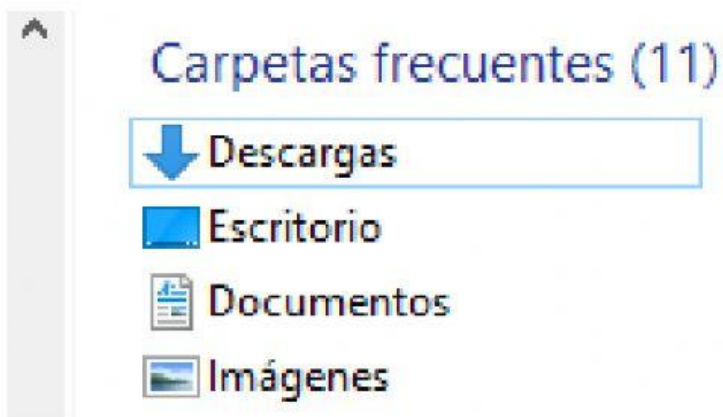 Carpetas frecuentes (11)
Descargas
Escritorio
Documentos
Imágenes